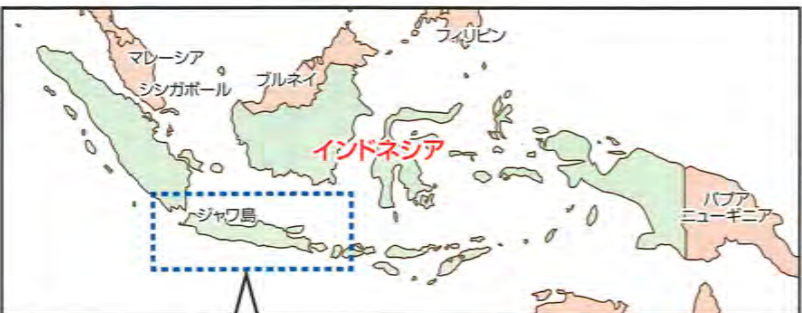 フィリピン
マレーシア
ブルネイ
シシガポール
インドネシア
ジャワ島
パプア
ニューギニア